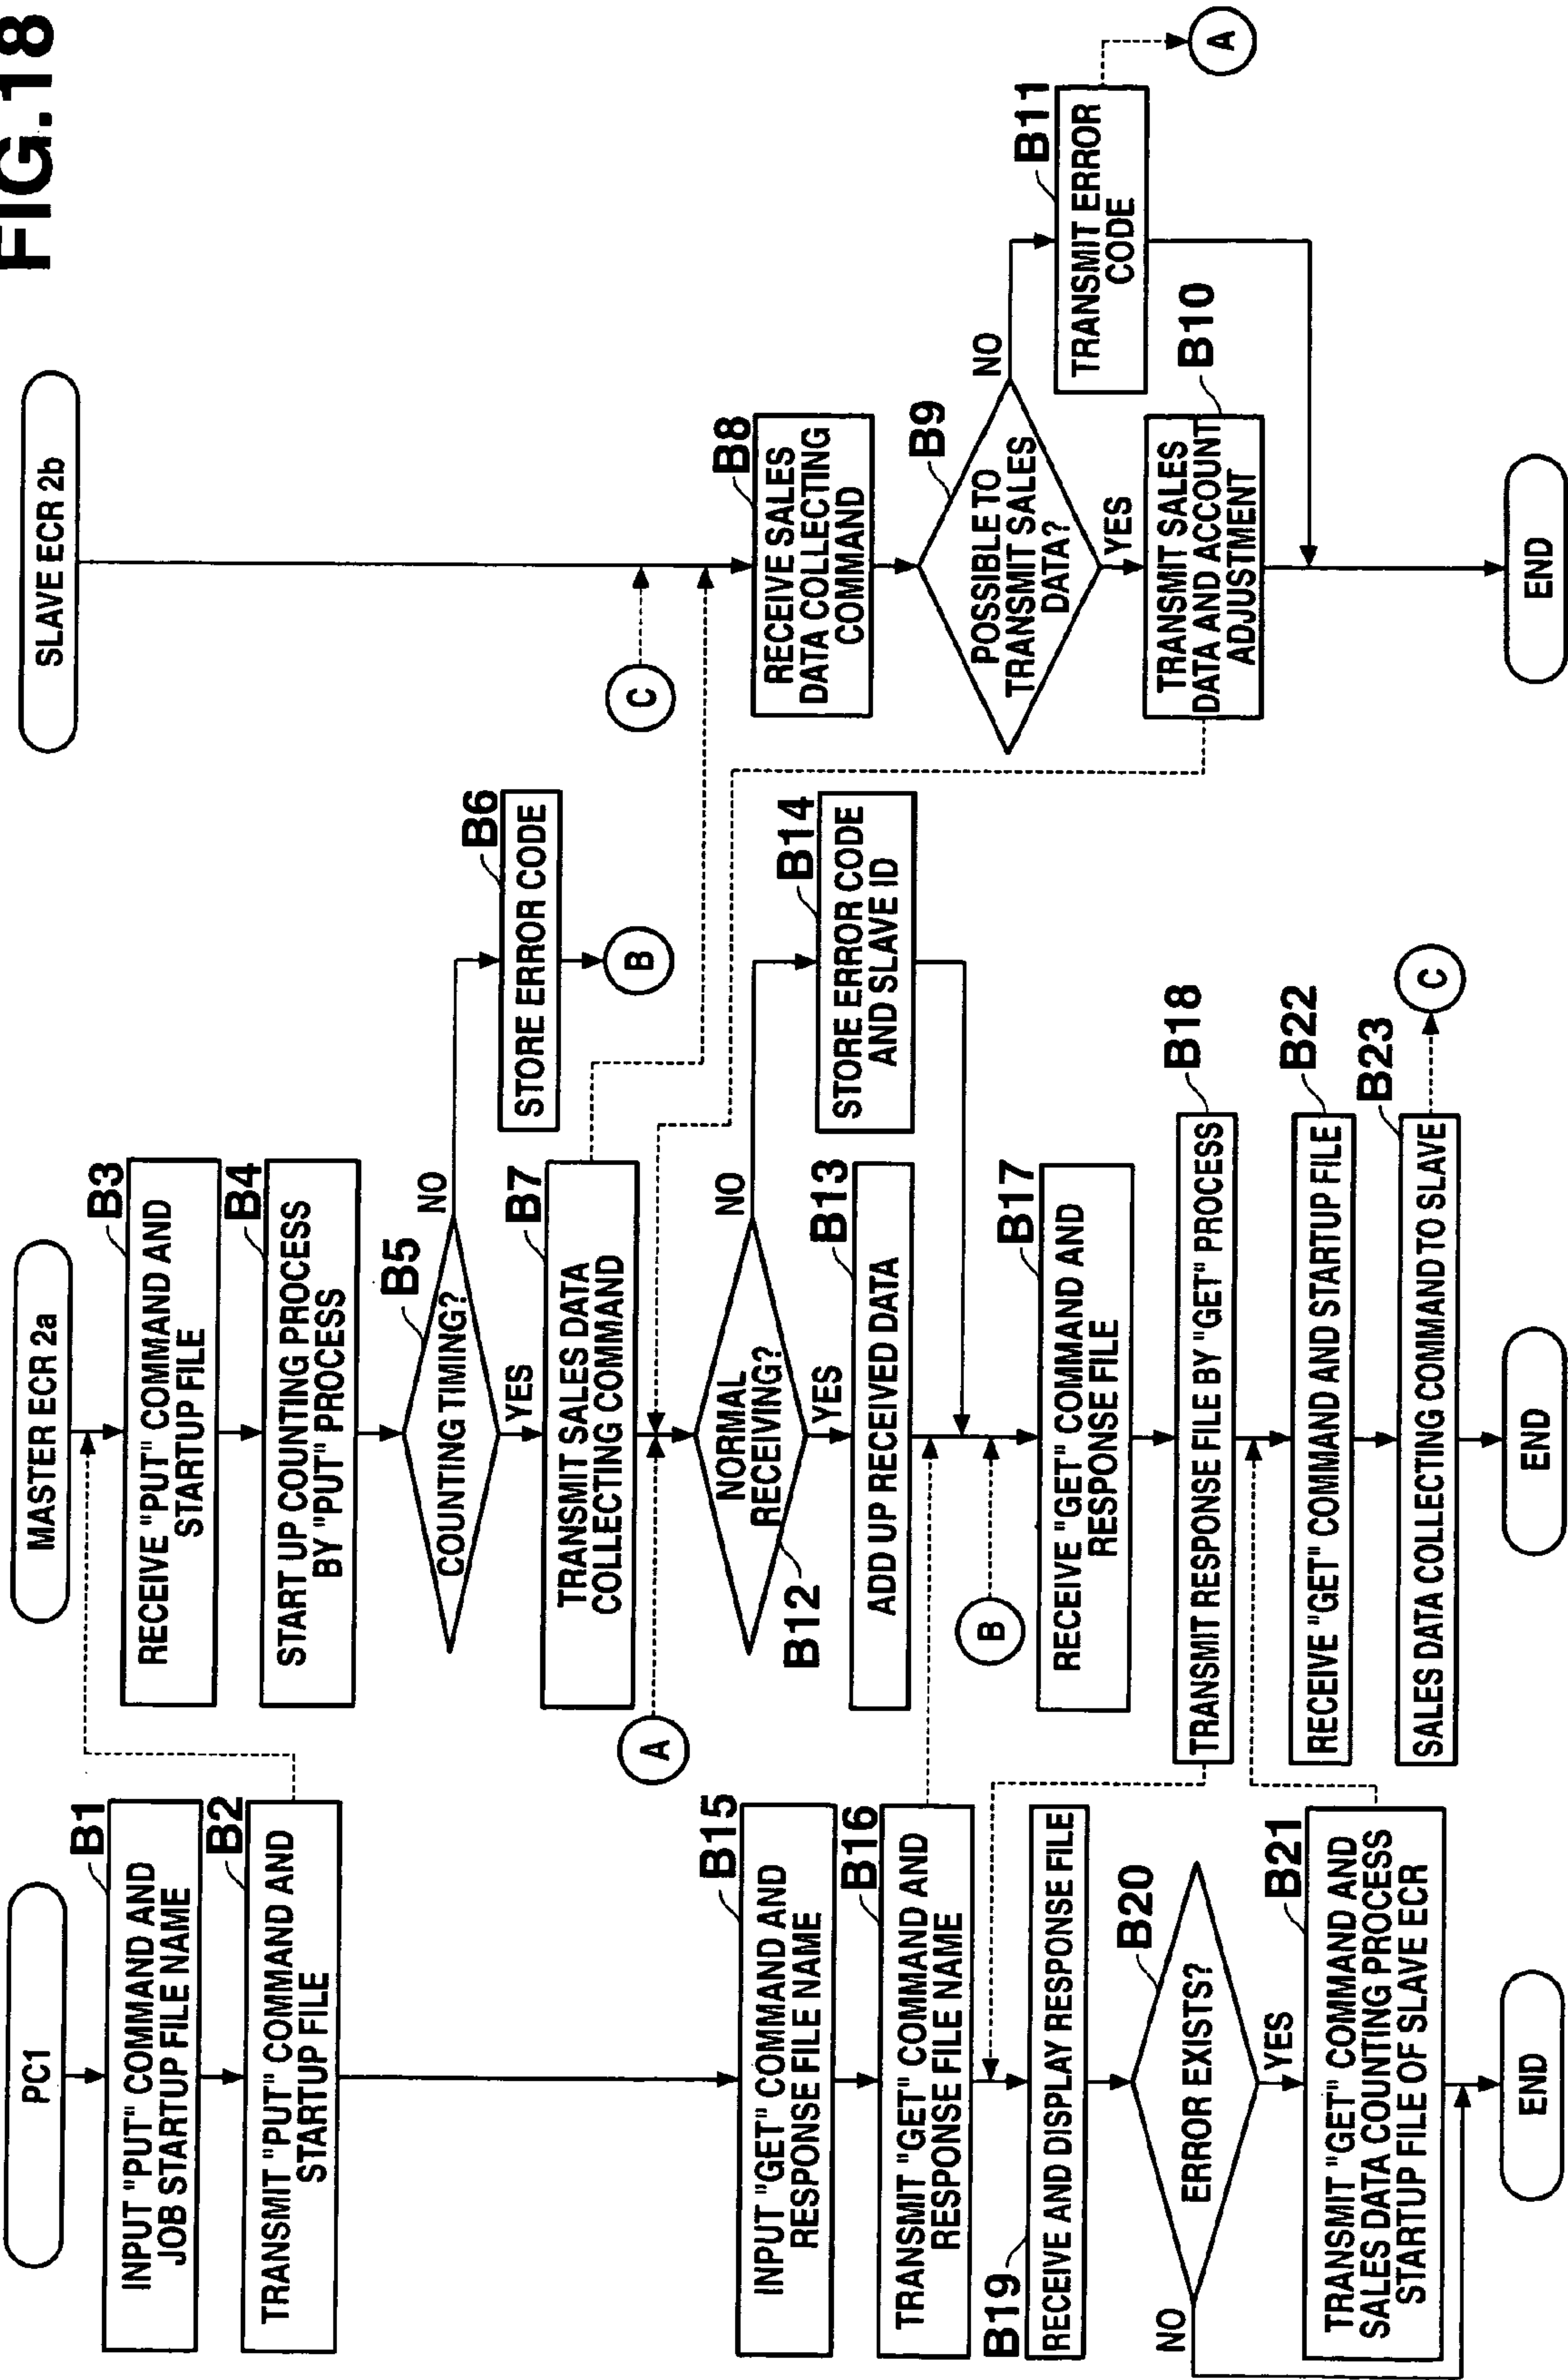 FIG.18
PC1
B1
INPUT "PUT" COMMAND AND
JOB STARTUP FILE NAME
B2
TRANSMIT "PUT" COMMAND AND
STARTUP FILE
B15
INPUT "GET" COMMAND AND
RESPONSE FILE NAME
B16
TRANSMIT "GET" COMMAND AND
RESPONSE FILE NAME
B19
RECEIVE AND DISPLAY RESPONSE FILE
B20
ERROR EXISTS?
NO
YES
B21
TRANSMIT "GET" COMMAND AND
SALES DATA COUNTING PROCESS
STARTUP FILE OF SLAVE ECR
END
MASTER ECR 2a
B3
RECEIVE "PUT" COMMAND AND
STARTUP FILE
B4
START UP COUNTING PROCESS
BY "PUT" PROCESS
B5
COUNTING TIMING?
NO
YES
B6
STORE ERROR CODE
B
B7
TRANSMIT SALES DATA
COLLECTING COMMAND
A
B12
NORMAL
RECEIVING?
NO
YES
B13
ADD UP RECEIVED DATA
B14
STORE ERROR CODE
AND SLAVE ID
B
B17
RECEIVE "GET" COMMAND AND
RESPONSE FILE
B18
TRANSMIT RESPONSE FILE BY "GET" PROCESS
B22
RECEIVE "GET" COMMAND AND STARTUP FILE
B23
SALES DATA COLLECTING COMMAND TO SLAVE
C
END
SLAVE ECR 2b
C
B8
RECEIVE SALES
DATA COLLECTING
COMMAND
B9
POSSIBLE TO
TRANSMIT SALES
DATA?
NO
YES
B11
TRANSMIT ERROR
CODE
A
B10
TRANSMIT SALES
DATA AND ACCOUNT
ADJUSTMENT
END